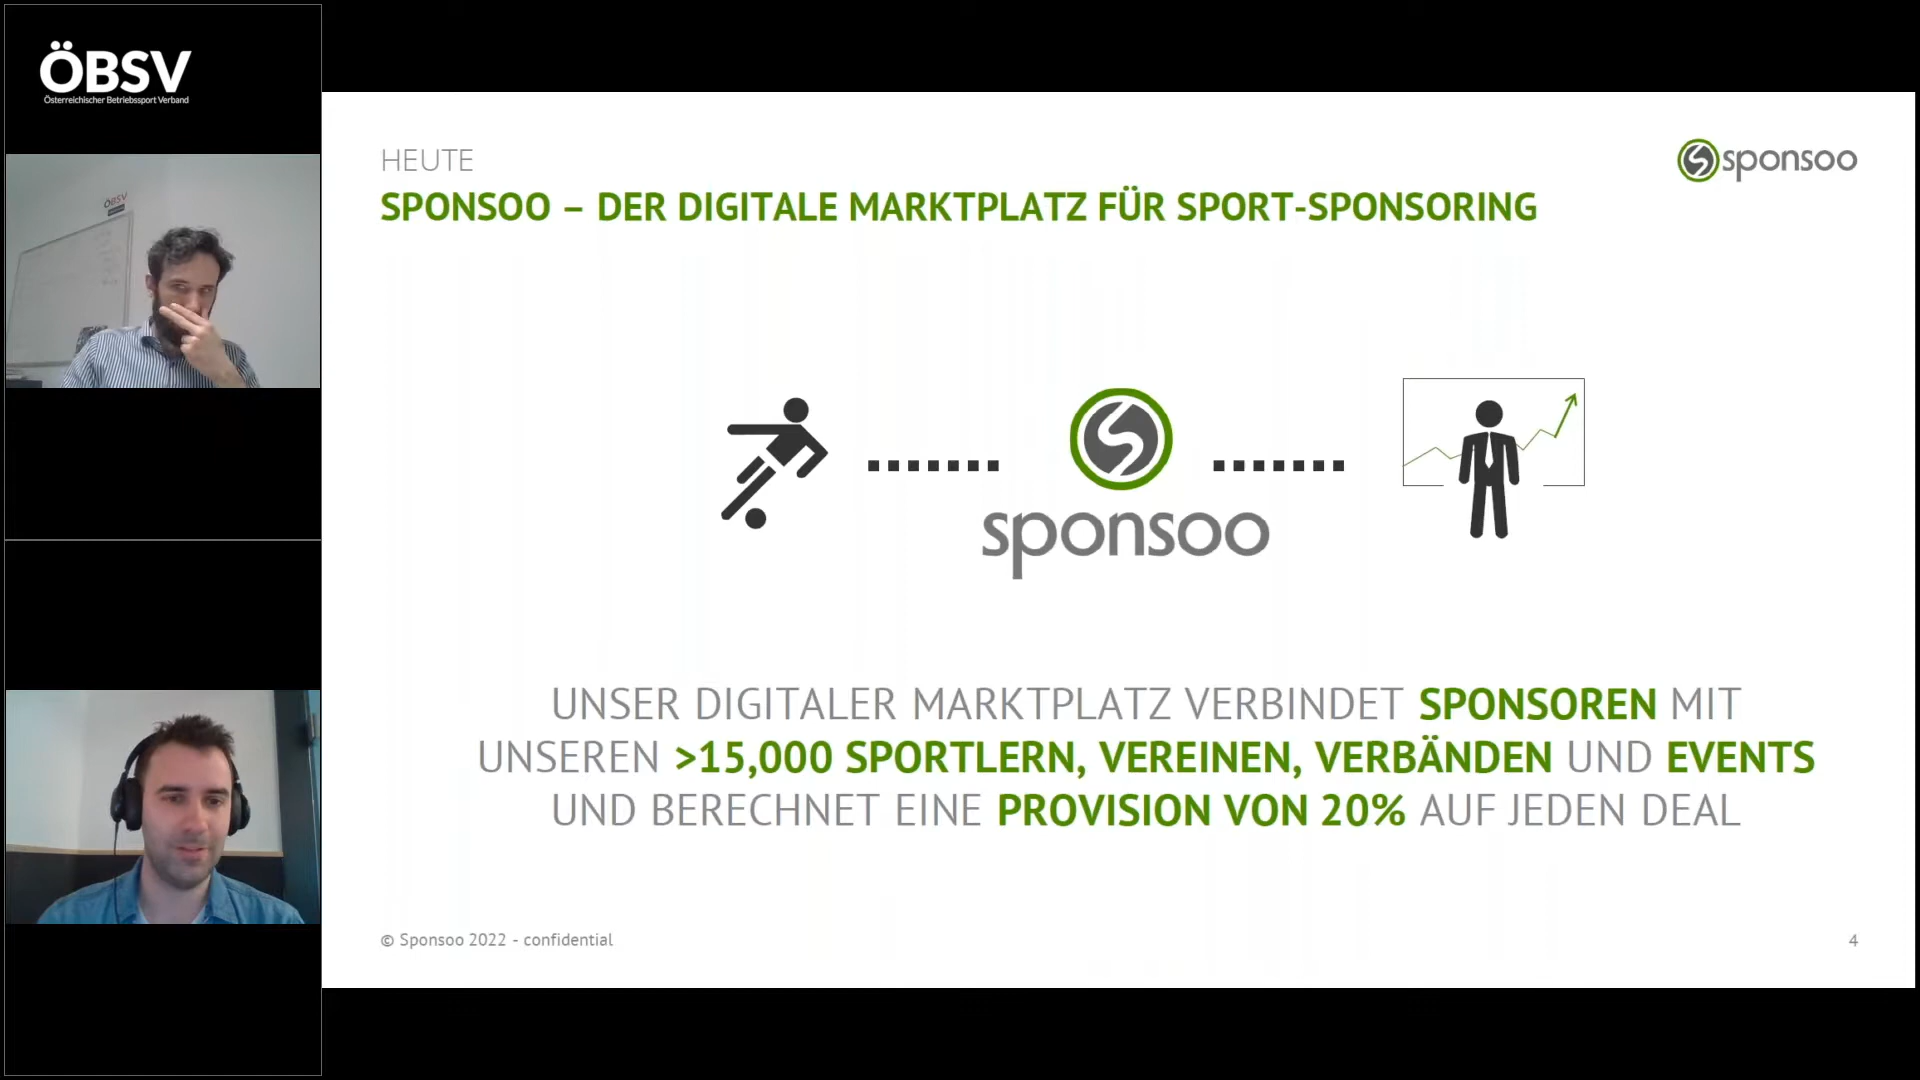 ÖBSV
Österreichischer Betriebssport Verband
ÖBSV
HEUTE
SPONSOO – DER DIGITALE MARKTPLATZ FÜR SPORT-SPONSORING
sponsoo
sponsoo
UNSER DIGITALER MARKTPLATZ VERBINDET SPONSOREN MIT
UNSEREN >15,000 SPORTLERN, VEREINEN, VERBÄNDEN UND EVENTS
UND BERECHNET EINE PROVISION VON 20% AUF JEDEN DEAL
© Sponsoo 2022 - confidential
4